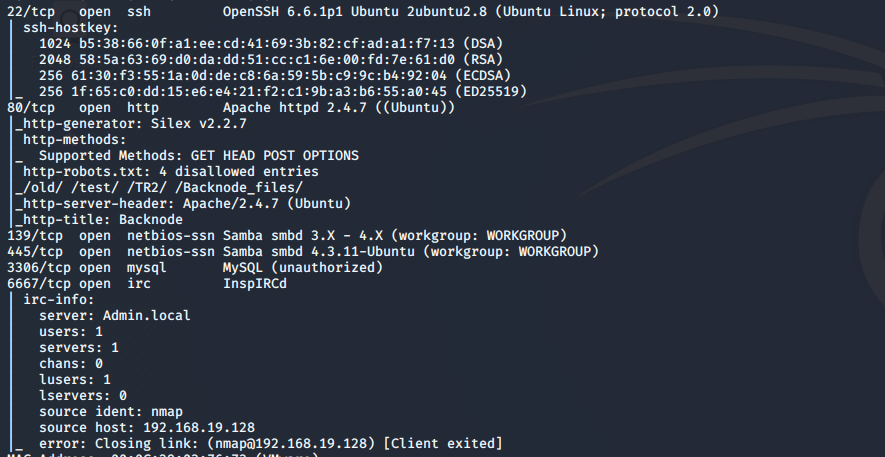 22/tcp   open  ssh         OpenSSH 6.6.1p1 Ubuntu 2ubuntu2.8 (Ubuntu Linux; protocol 2.0)
| ssh-hostkey:
|   1024 b5:38:66:0f:a1:ee:cd:41:69:3b:82:cf:ad:a1:f7:13 (DSA)
|   2048 58:5a:63:69:d0:da:dd:51:cc:c1:6e:00:fd:7e:61:d0 (RSA)
|   256 61:30:f3:55:1a:0d:de:c8:6a:59:5b:c9:9c:b4:92:04 (ECDSA)
|_  256 1f:65:c0:dd:15:e6:e4:21:f2:c1:9b:a3:b6:55:a0:45 (ED25519)
80/tcp   open  http        Apache httpd 2.4.7 ((Ubuntu))
|_http-generator: Silex v2.2.7
| http-methods:
|_  Supported Methods: GET HEAD POST OPTIONS
| http-robots.txt: 4 disallowed entries
|_/old/ /test/ /TR2/ /Backnode_files/
|_http-server-header: Apache/2.4.7 (Ubuntu)
|_http-title: Backnode
139/tcp  open  netbios-ssn Samba smbd 3.X - 4.X (workgroup: WORKGROUP)
445/tcp  open  netbios-ssn Samba smbd 4.3.11-Ubuntu (workgroup: WORKGROUP)
3306/tcp open  mysql       MySQL (unauthorized)
6667/tcp open  irc         InspIRCd
| irc-info:
|   server: Admin.local
|   users: 1
|   servers: 1
|   chans: 0
|   lusers: 1
|   lservers: 0
|   source ident: nmap
|   source host: 192.168.19.128
|_  error: Closing link: (nmap@192.168.19.128) [Client exited]